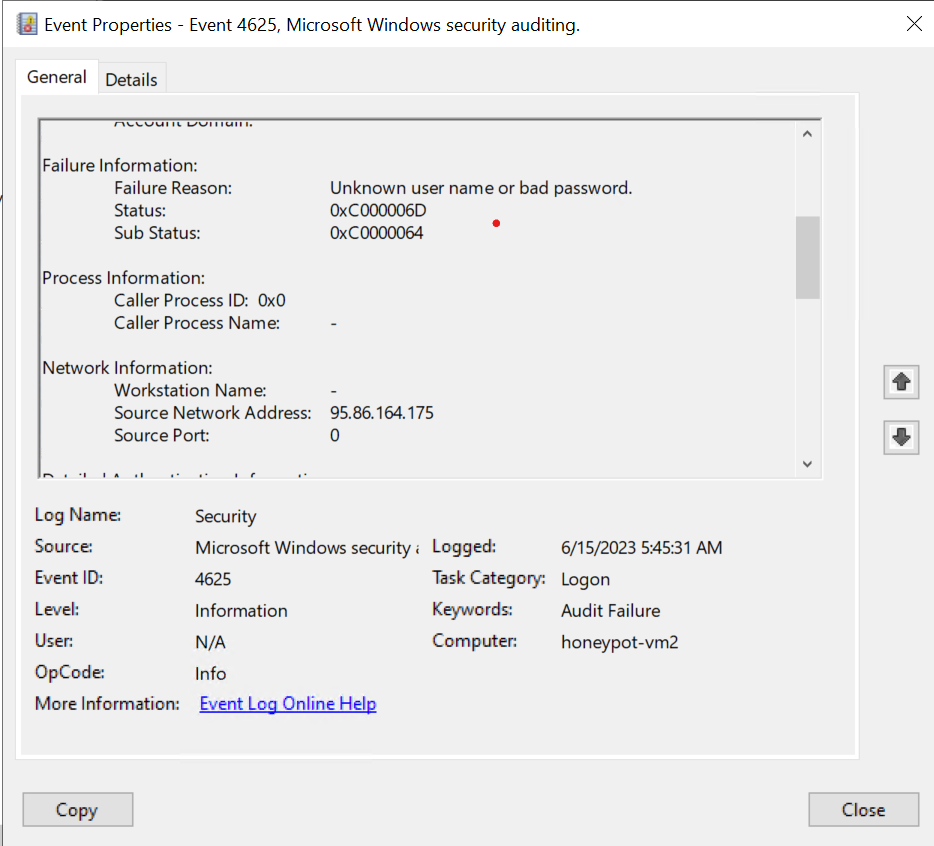 Event Properties - Event 4625, Microsoft Windows security auditing.
General Details
Account Domain:
Failure Information:
Failure Reason: Unknown user name or bad password.
Status: 0xC000006D
Sub Status: 0xC0000064
Process Information:
Caller Process ID: 0x0
Caller Process Name: -
Network Information:
Workstation Name: -
Source Network Address: 95.86.164.175
Source Port: 0
Detailed Authentication Information
Log Name: Security
Source: Microsoft Windows security a Logged: 6/15/2023 5:45:31 AM
Event ID: 4625 Task Category: Logon
Level: Information Keywords: Audit Failure
User: N/A Computer: honeypot-vm2
OpCode: Info
More Information: Event Log Online Help
Copy Close